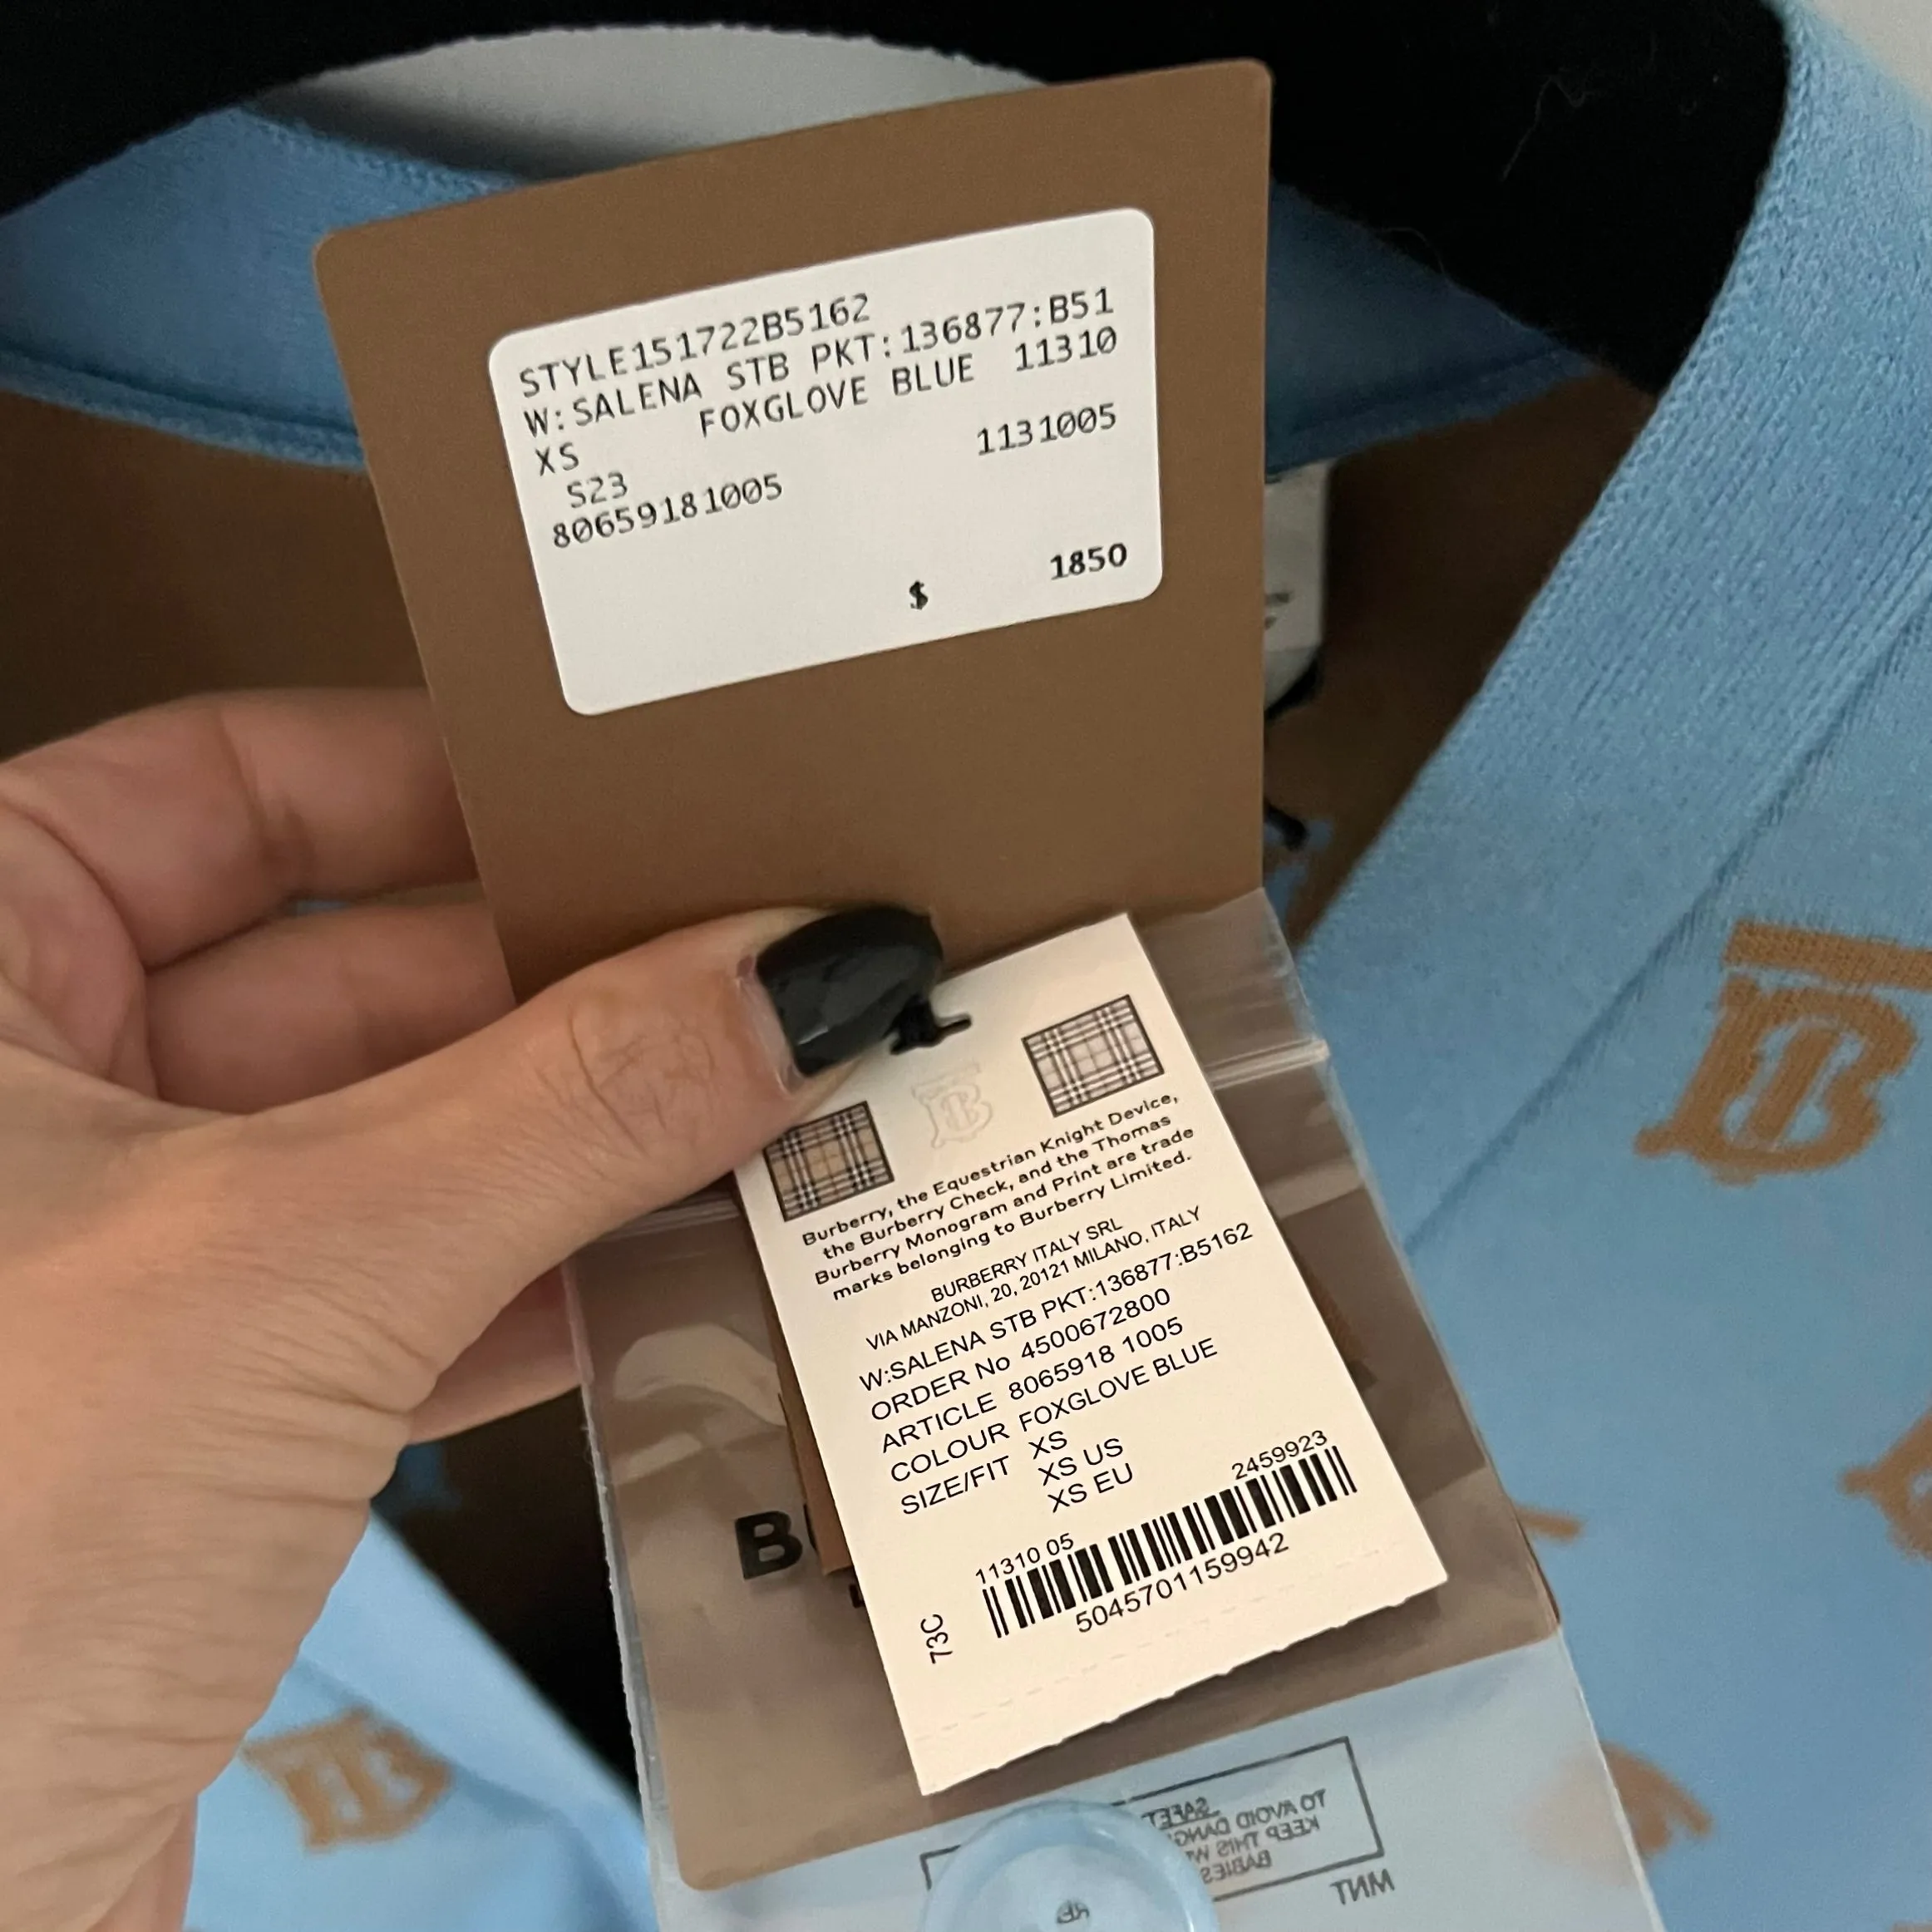 STYLE151722B5162
W:SALENA STB PKT:136877:B51
FOXGLOVE BLUE 11310
XS
S23 1131005
80659181005
$ 1850
Burberry, the Equestrian Knight Device,
the Burberry Check, and the Thomas
Burberry Monogram and Print are trade
marks belonging to Burberry Limited.
BURBERRY ITALY SRL
VIA MANZONI, 20, 20121 MILANO, ITALY
W:SALENA STB PKT:136877:B5162
ORDER No 4500672800
ARTICLE 8065918 1005
COLOUR FOXGLOVE BLUE
SIZE/FIT XS
XS US
XS EU
11310 05 2459923
5045701159942
73C
B
TO AVOID
KEEP THIS
BABIES
MNT